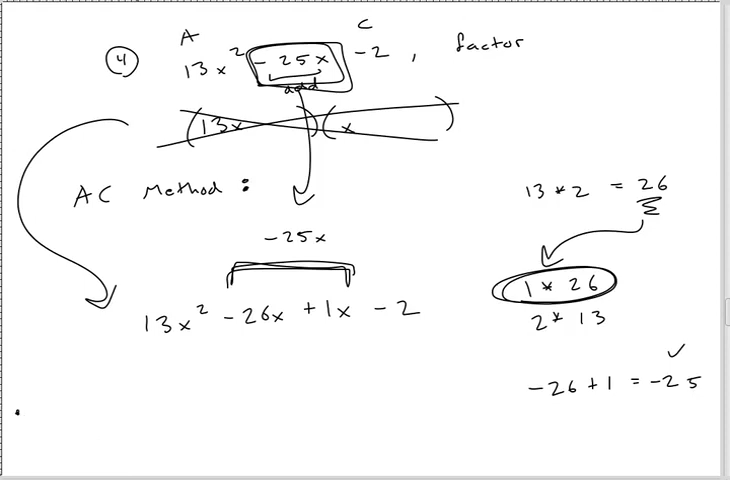 A C
④ 13x² - 25x - 2 , factor
add
(13x )(x )
AC Method : 13 * 2 = 26
-25x
1 * 26
13x² - 26x + 1x - 2
2 * 13
-26 + 1 = -25 ✓